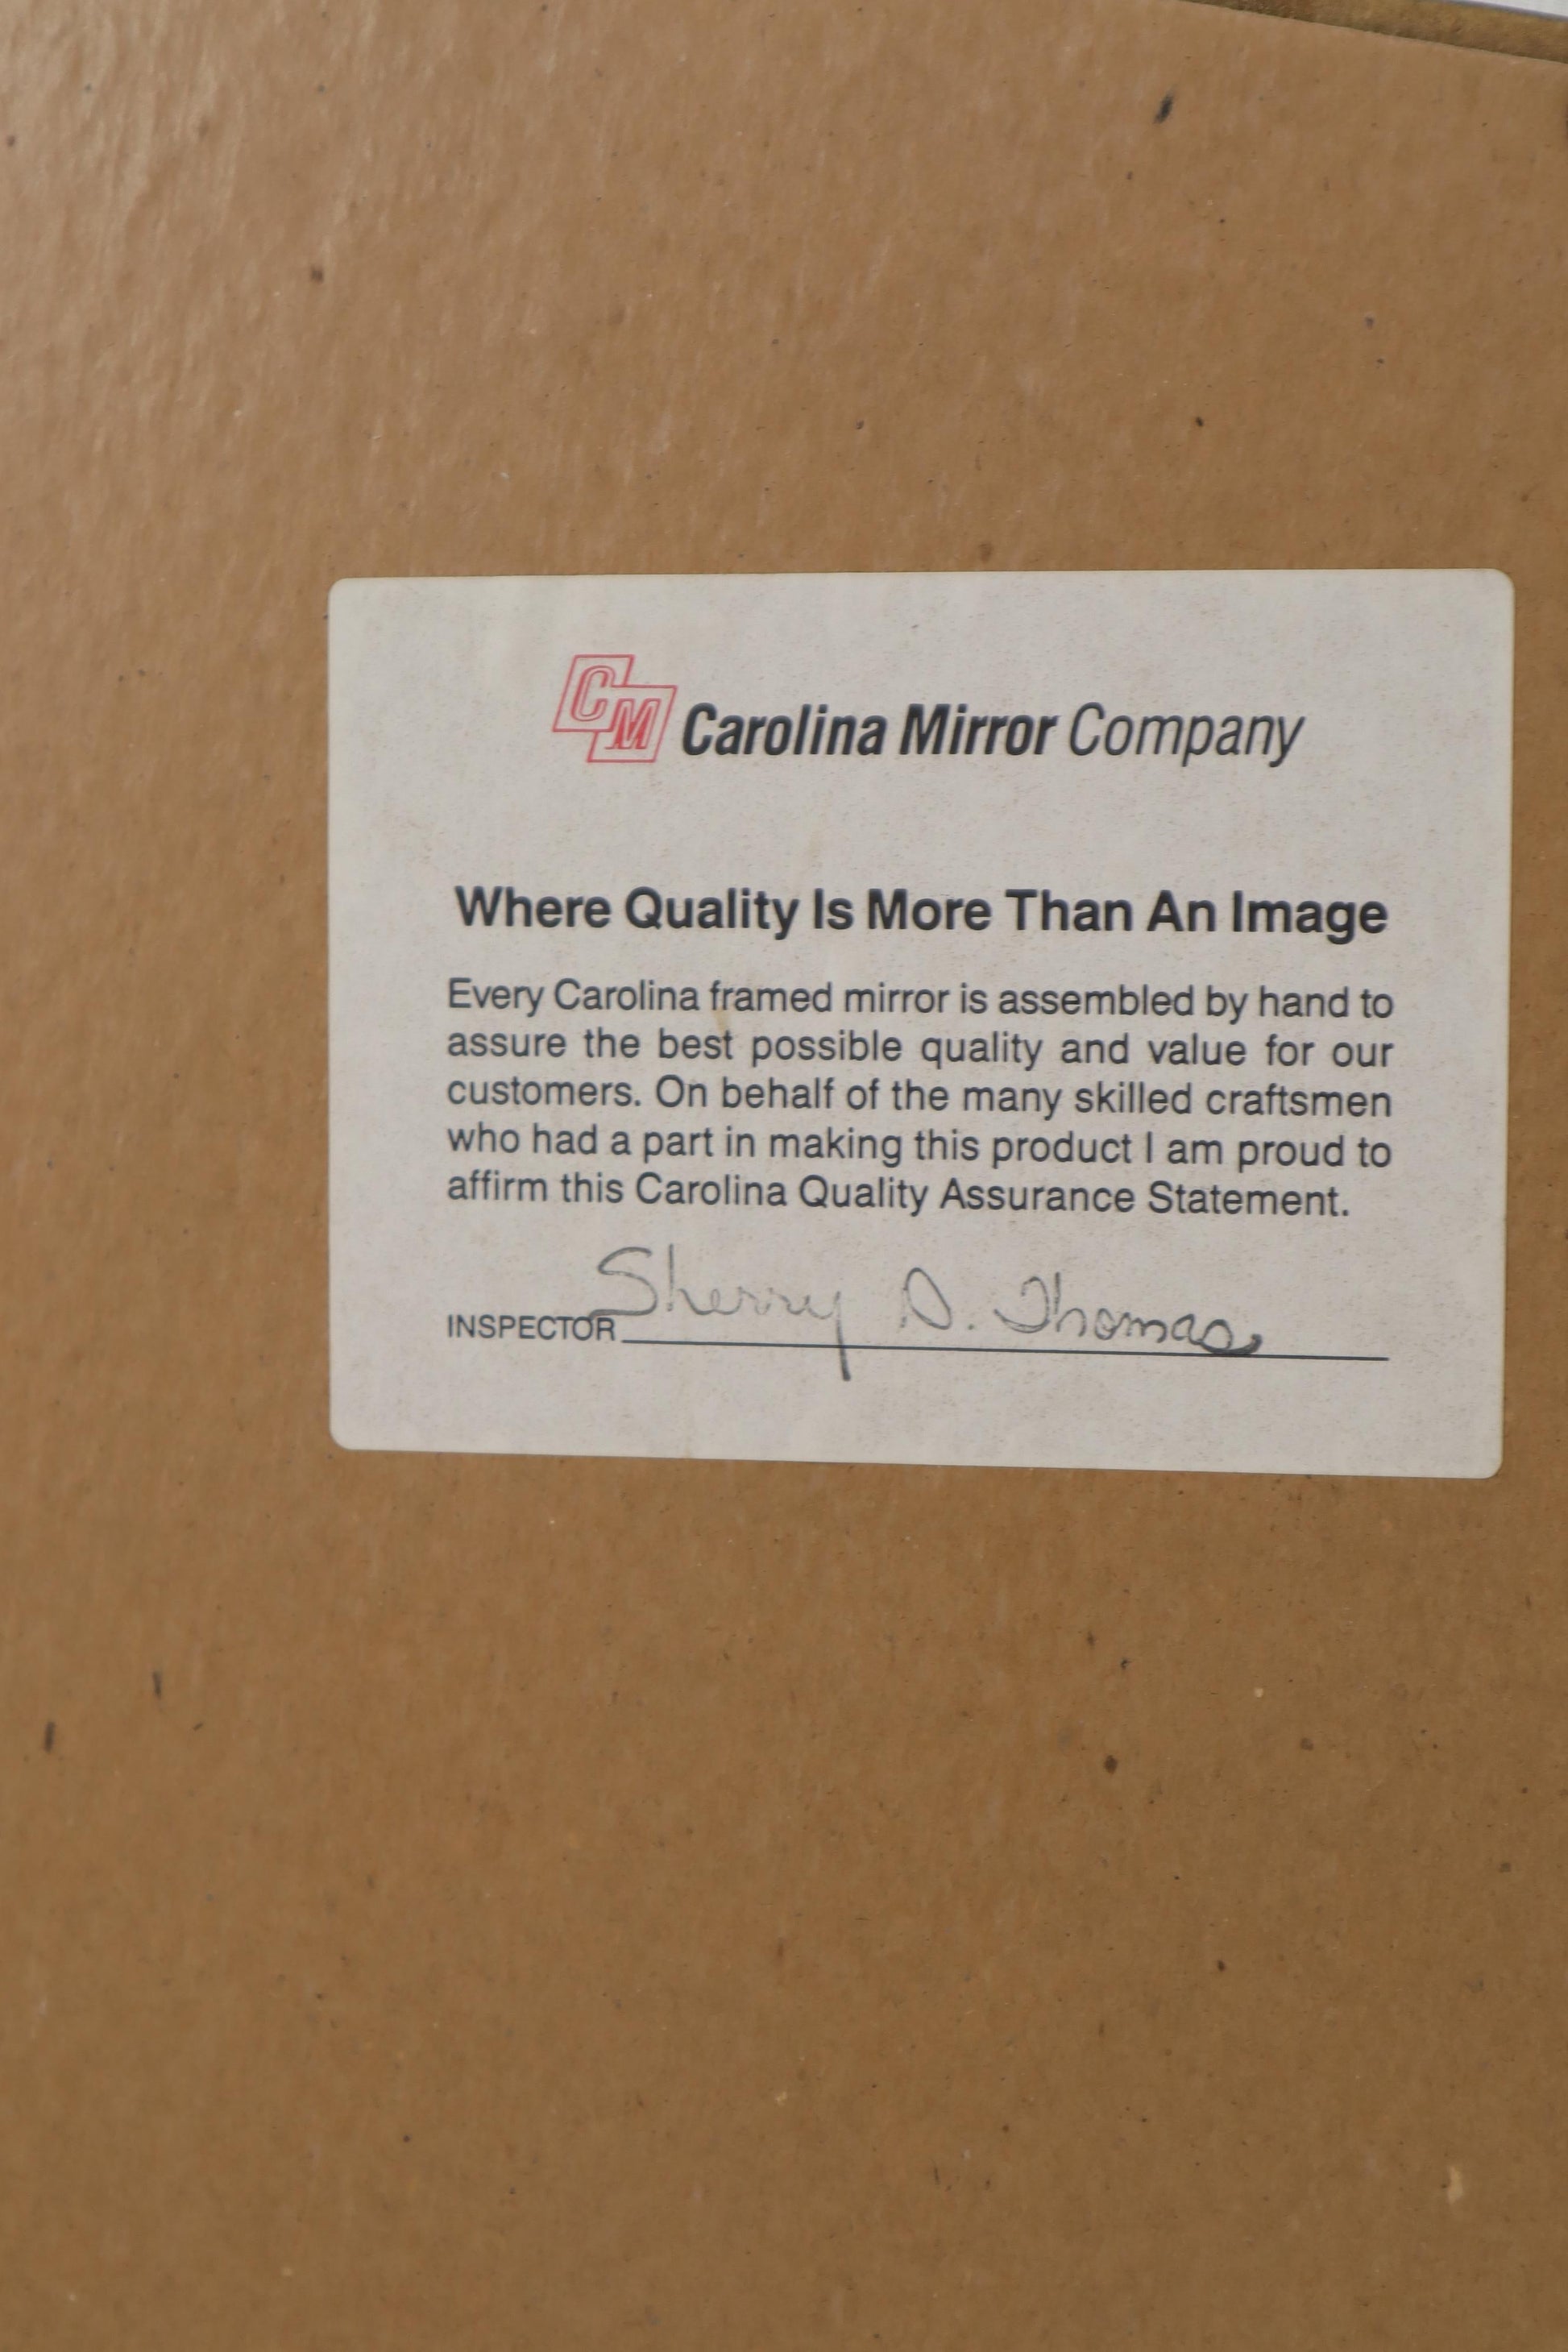 CM Carolina Mirror Company
Where Quality Is More Than An Image
Every Carolina framed mirror is assembled by hand to
assure the best possible quality and value for our
customers. On behalf of the many skilled craftsmen
who had a part in making this product I am proud to
affirm this Carolina Quality Assurance Statement.
INSPECTOR Sherry D. Thomas